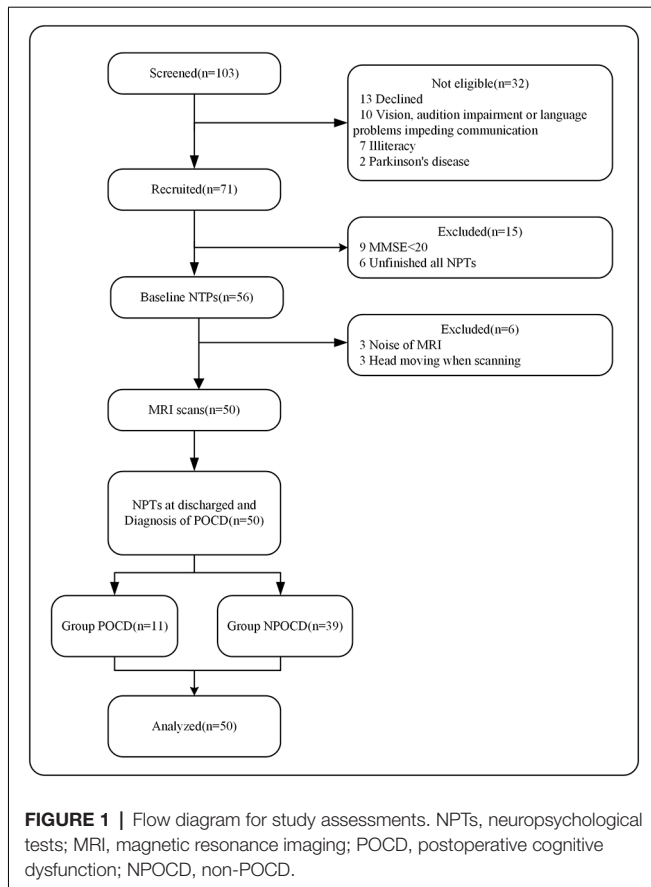 Screened(n=103)
Not eligible(n=32)
13 Declined
10 Vision, audition impairment or language
problems impeding communication
7 Illiteracy
2 Parkinson's disease
Recruited(n=71)
Excluded(n=15)
9 MMSE<20
6 Unfinished all NPTs
Baseline NTPs(n=56)
Excluded(n=6)
3 Noise of MRI
3 Head moving when scanning
MRI scans(n=50)
NPTs at discharged and
Diagnosis of POCD(n=50)
Group POCD(n=11)
Group NPOCD(n=39)
Analyzed(n=50)
FIGURE 1 | Flow diagram for study assessments. NPTs, neuropsychological
tests; MRI, magnetic resonance imaging; POCD, postoperative cognitive
dysfunction; NPOCD, non-POCD.